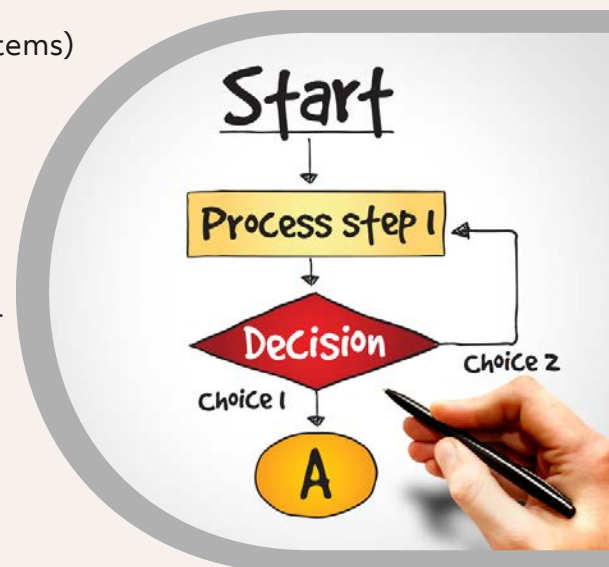 tems)
Start
Process step 1
Decision
Choice 2
Choice 1
A